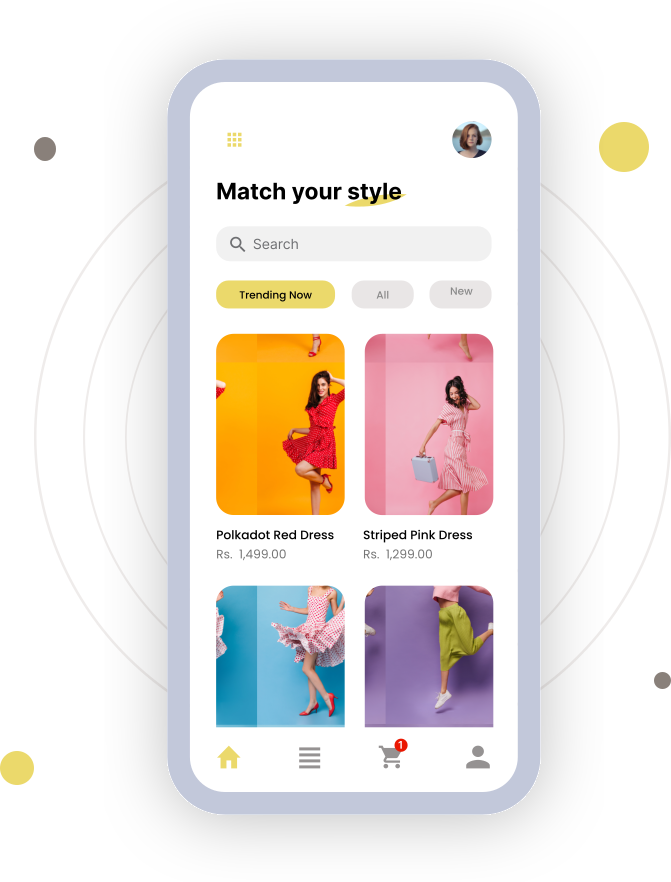 Match your style
Search
Trending Now
All
New
Polkadot Red Dress
Striped Pink Dress
Rs. 1,499.00
Rs. 1,299.00
1